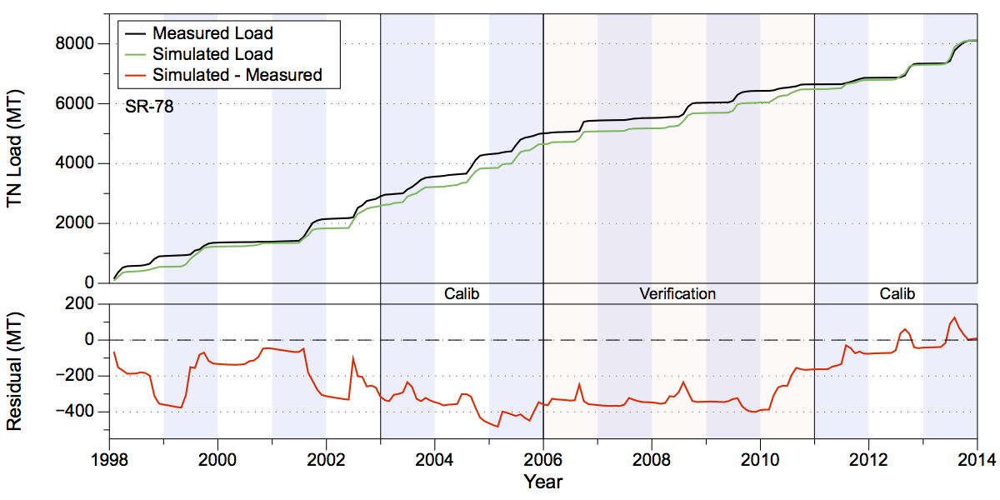 8000
6000
4000
2000
0
TN Load (MT)
Measured Load
Simulated Load
Simulated - Measured
SR-78
Calib
Verification
Calib
200
0
−200
−400
Residual (MT)
1998 2000 2002 2004 2006 2008 2010 2012 2014
Year